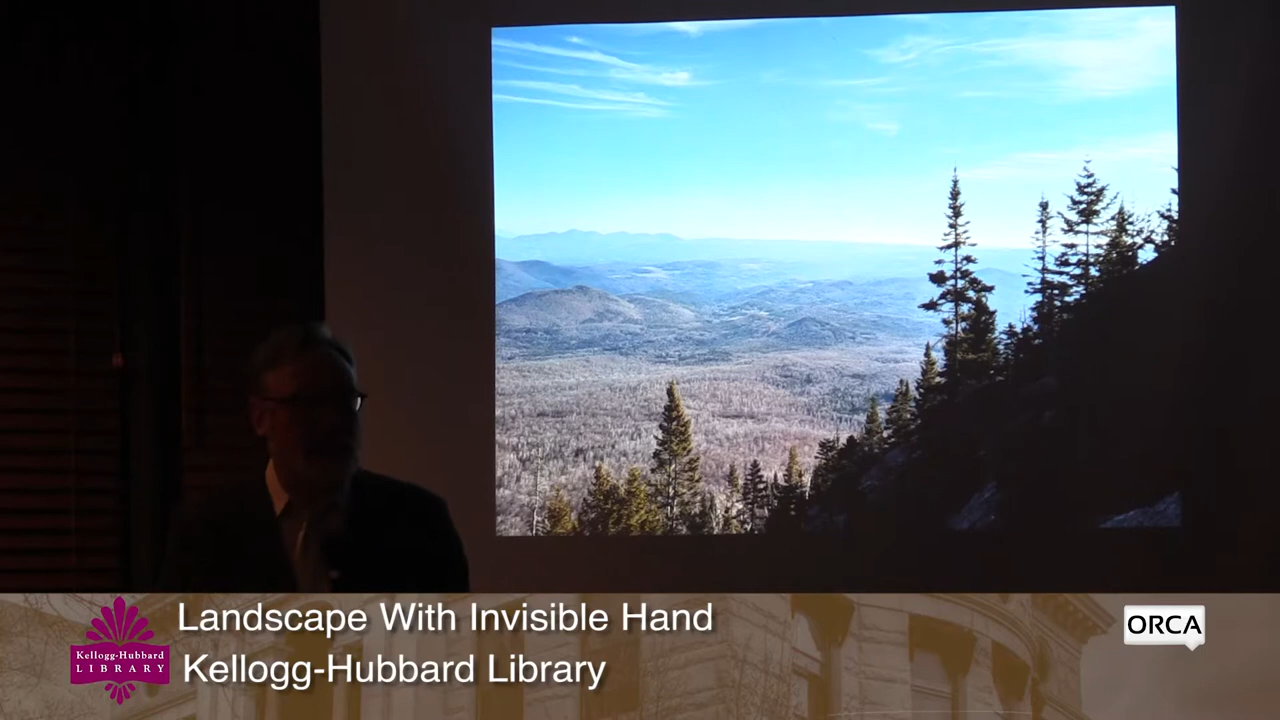 Landscape With Invisible Hand
Kellogg-Hubbard
LIBRARY
Kellogg-Hubbard Library
ORCA